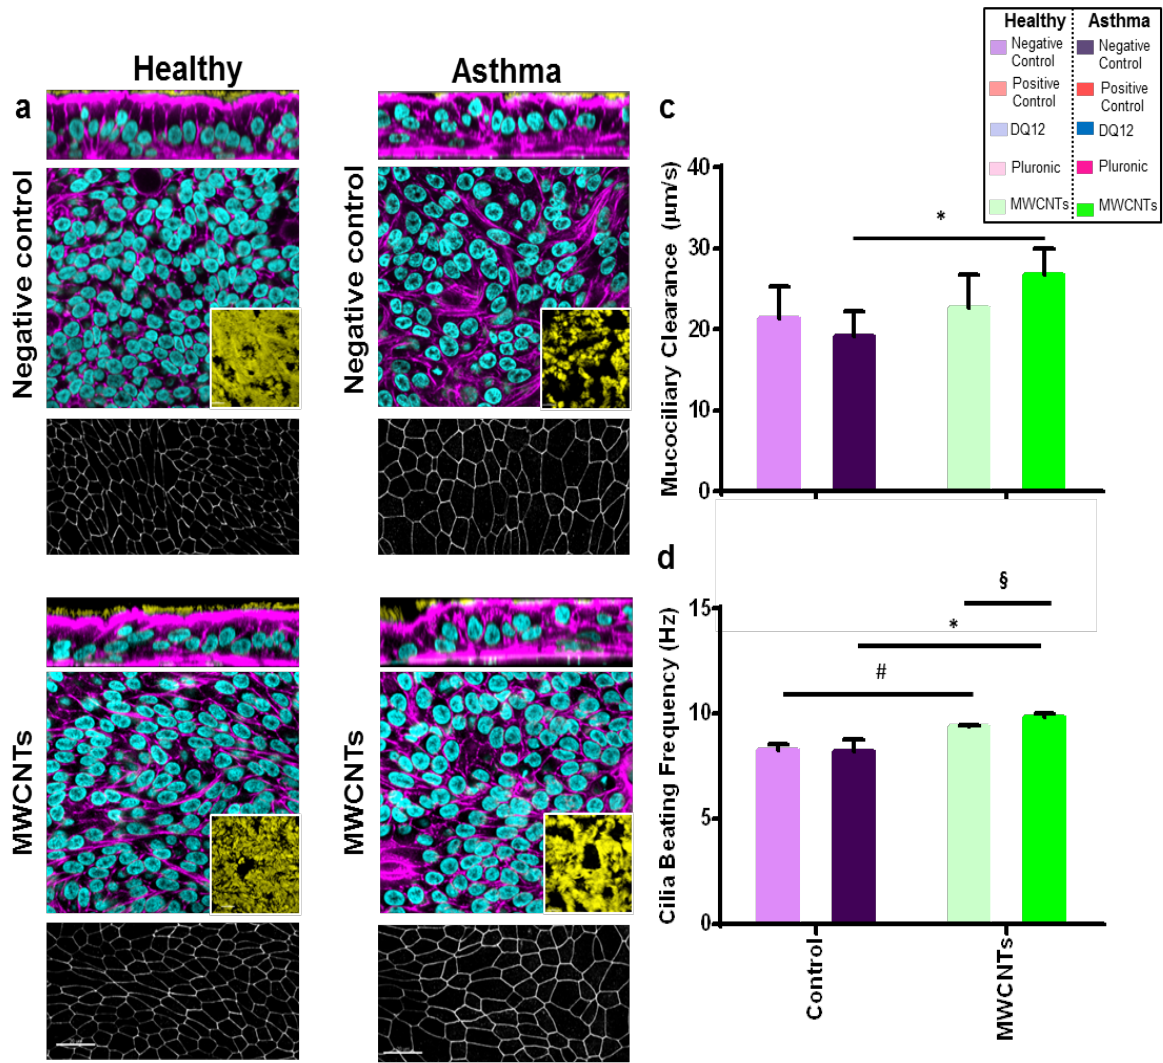 Healthy
Asthma
a
Negative control
Negative control
MWCNTs
MWCNTs
Healthy
Asthma
Negative
Control
Negative
Control
Positive
Control
Positive
Control
DQ12
DQ12
Pluronic
Pluronic
MWCNTs
MWCNTs
c
Mucociliary Clearance (µm/s)
40
30
20
10
0
*
d
Cilia Beating Frequency (Hz)
15
10
5
0
§
*
#
Control
MWCNTs